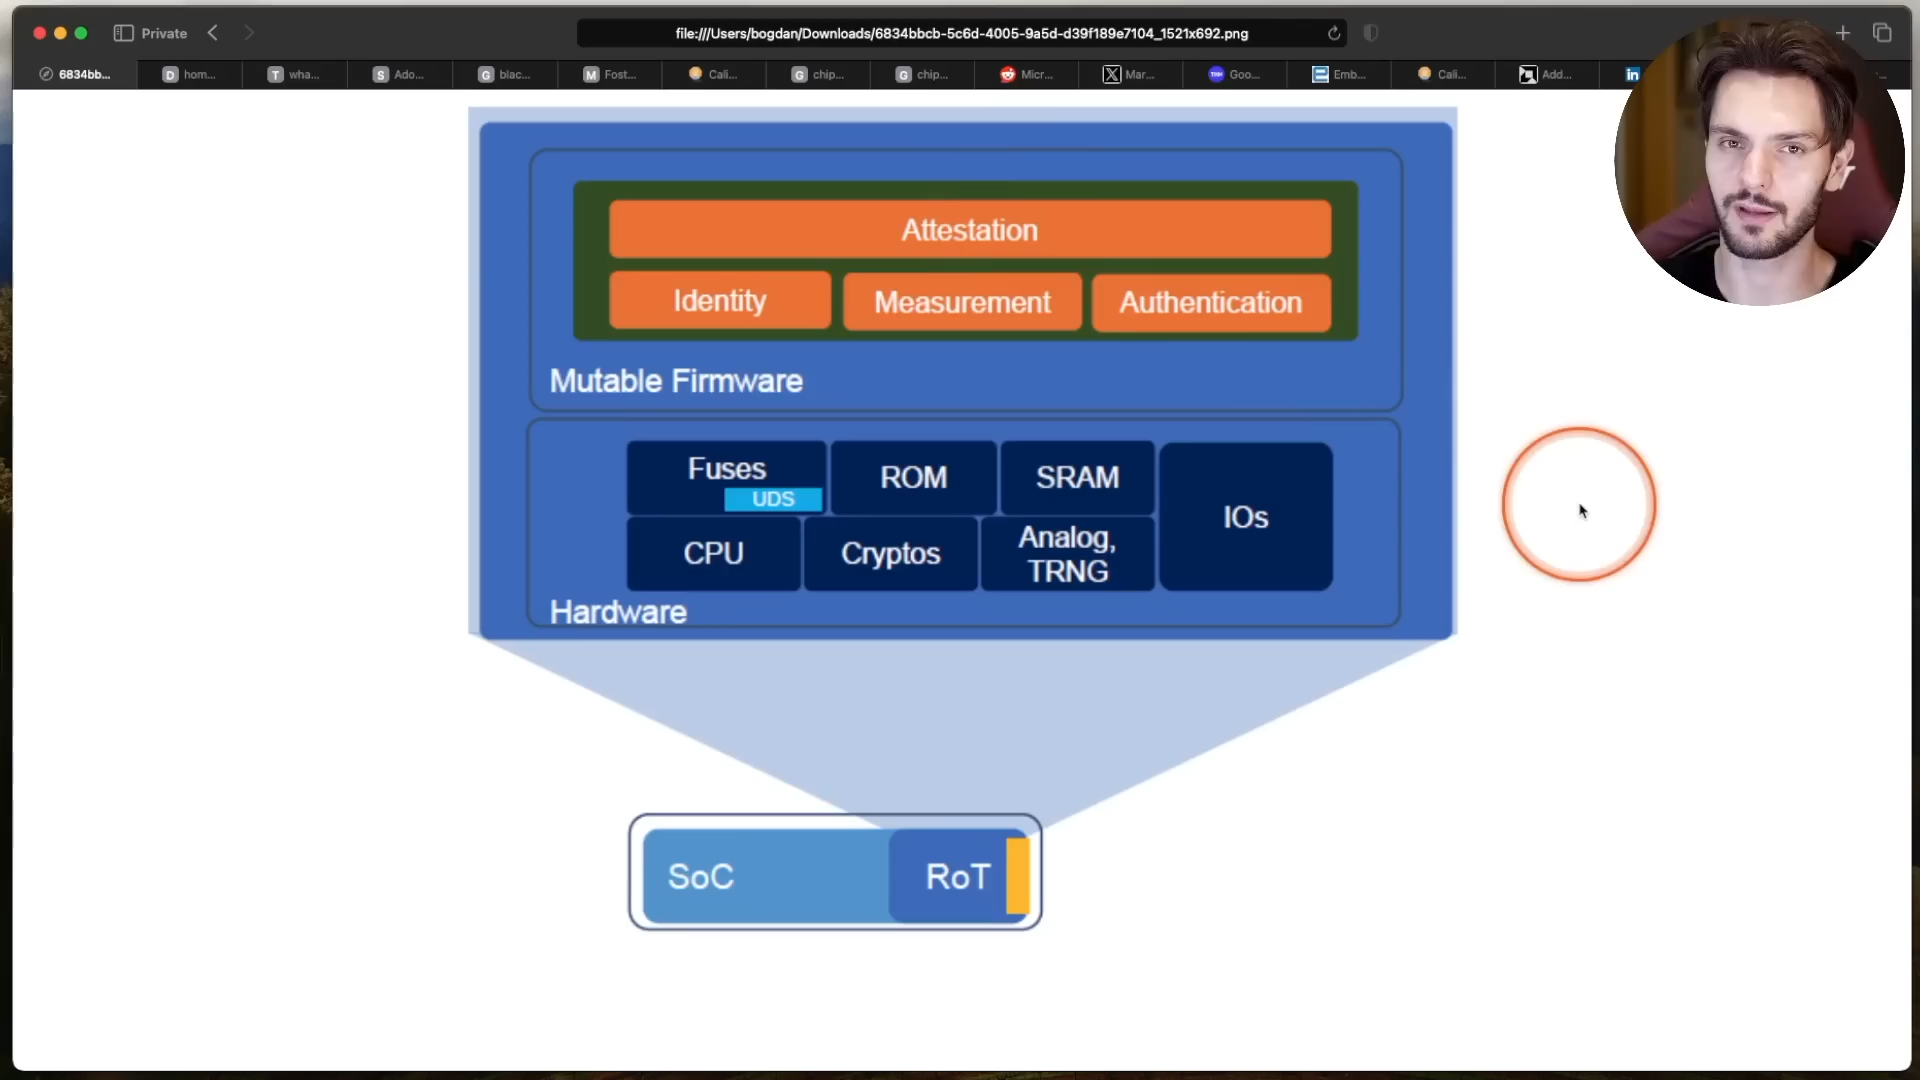 Private
file:///Users/bogdan/Downloads/6834bbcb-5c6d-4005-9a5d-d39f189e7104_1521x692.png
6834bb...
D hom...
T wha...
S Ado...
G blac...
M Fost...
Cali...
G chip...
G chip...
Micr...
X Mar...
Goo...
Emb...
Cali...
Add...
in
Attestation
Identity
Measurement
Authentication
Mutable Firmware
Fuses
UDS
ROM
SRAM
IOs
CPU
Cryptos
Analog,
TRNG
Hardware
SoC
RoT